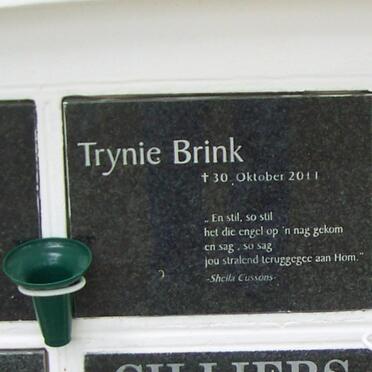 Trynie Brink
† 30. Oktober 2011
„En stil, so stil
het die engel op 'n nag gekom
en sag, so sag
jou stralend teruggegee aan Hom."
-Sheila Cussons-
CILLIERS